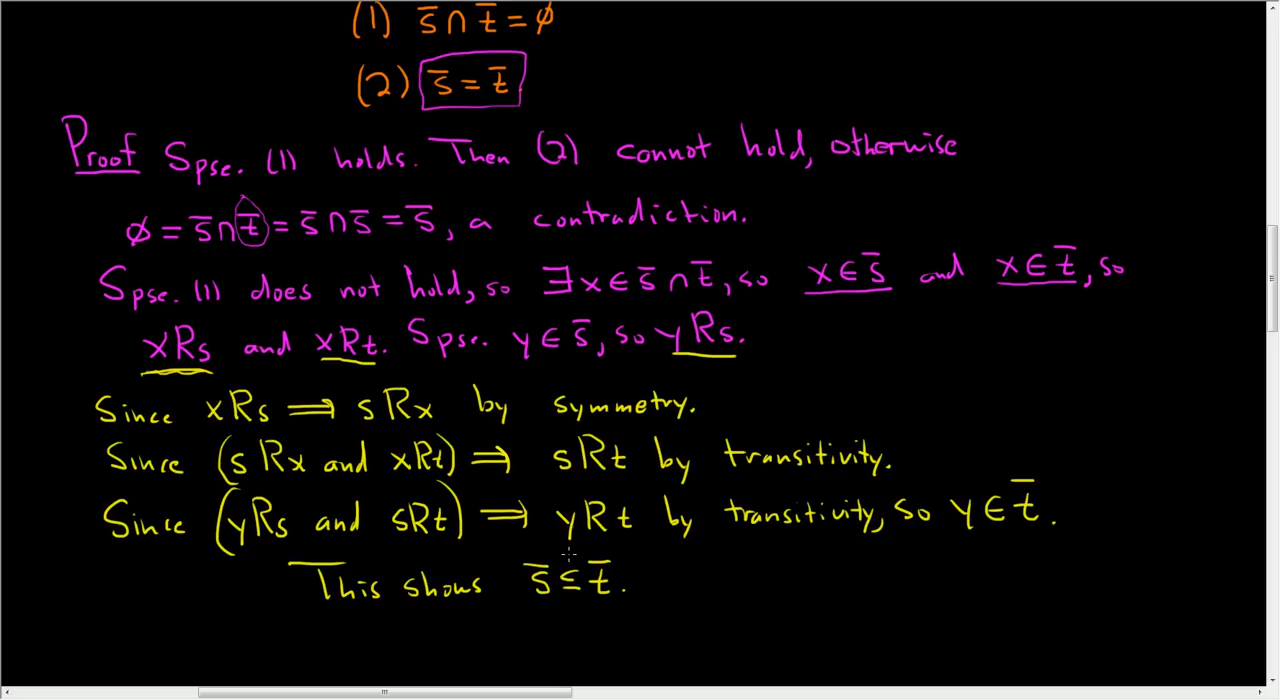 (1) s̄ ∩ t̄ = ∅
(2) s̄ = t̄
Proof Spse. (1) holds. Then (2) cannot hold, otherwise
∅ = s̄ ∩ t̄ = s̄ ∩ s̄ = s̄, a contradiction.
Spse. (1) does not hold, so ∃x ∈ s̄ ∩ t̄, so x ∈ s̄ and x ∈ t̄, so
xRs and xRt. Spse. y ∈ s̄, so yRs.
Since xRs ⟹ sRx by symmetry.
Since (sRx and xRt) ⟹ sRt by transitivity.
Since (yRs and sRt) ⟹ yRt by transitivity, so y ∈ t̄.
This shows s̄ ⊆ t̄.